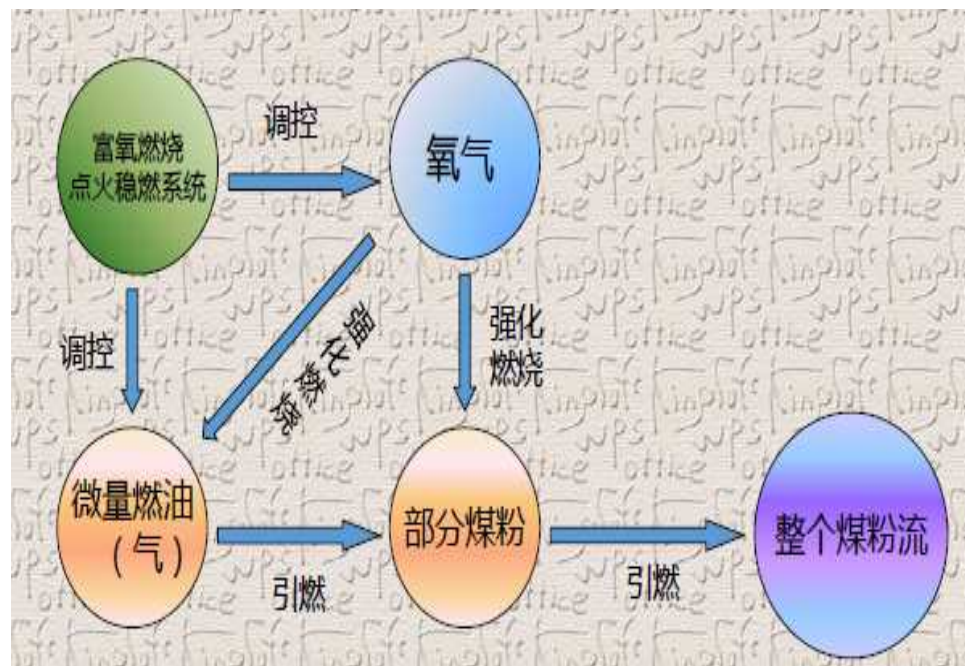 富氧燃烧
点火稳燃系统
调控
氧气
调控
强化燃烧
强化
燃烧
微量燃油
（气）
引燃
部分煤粉
引燃
整个煤粉流